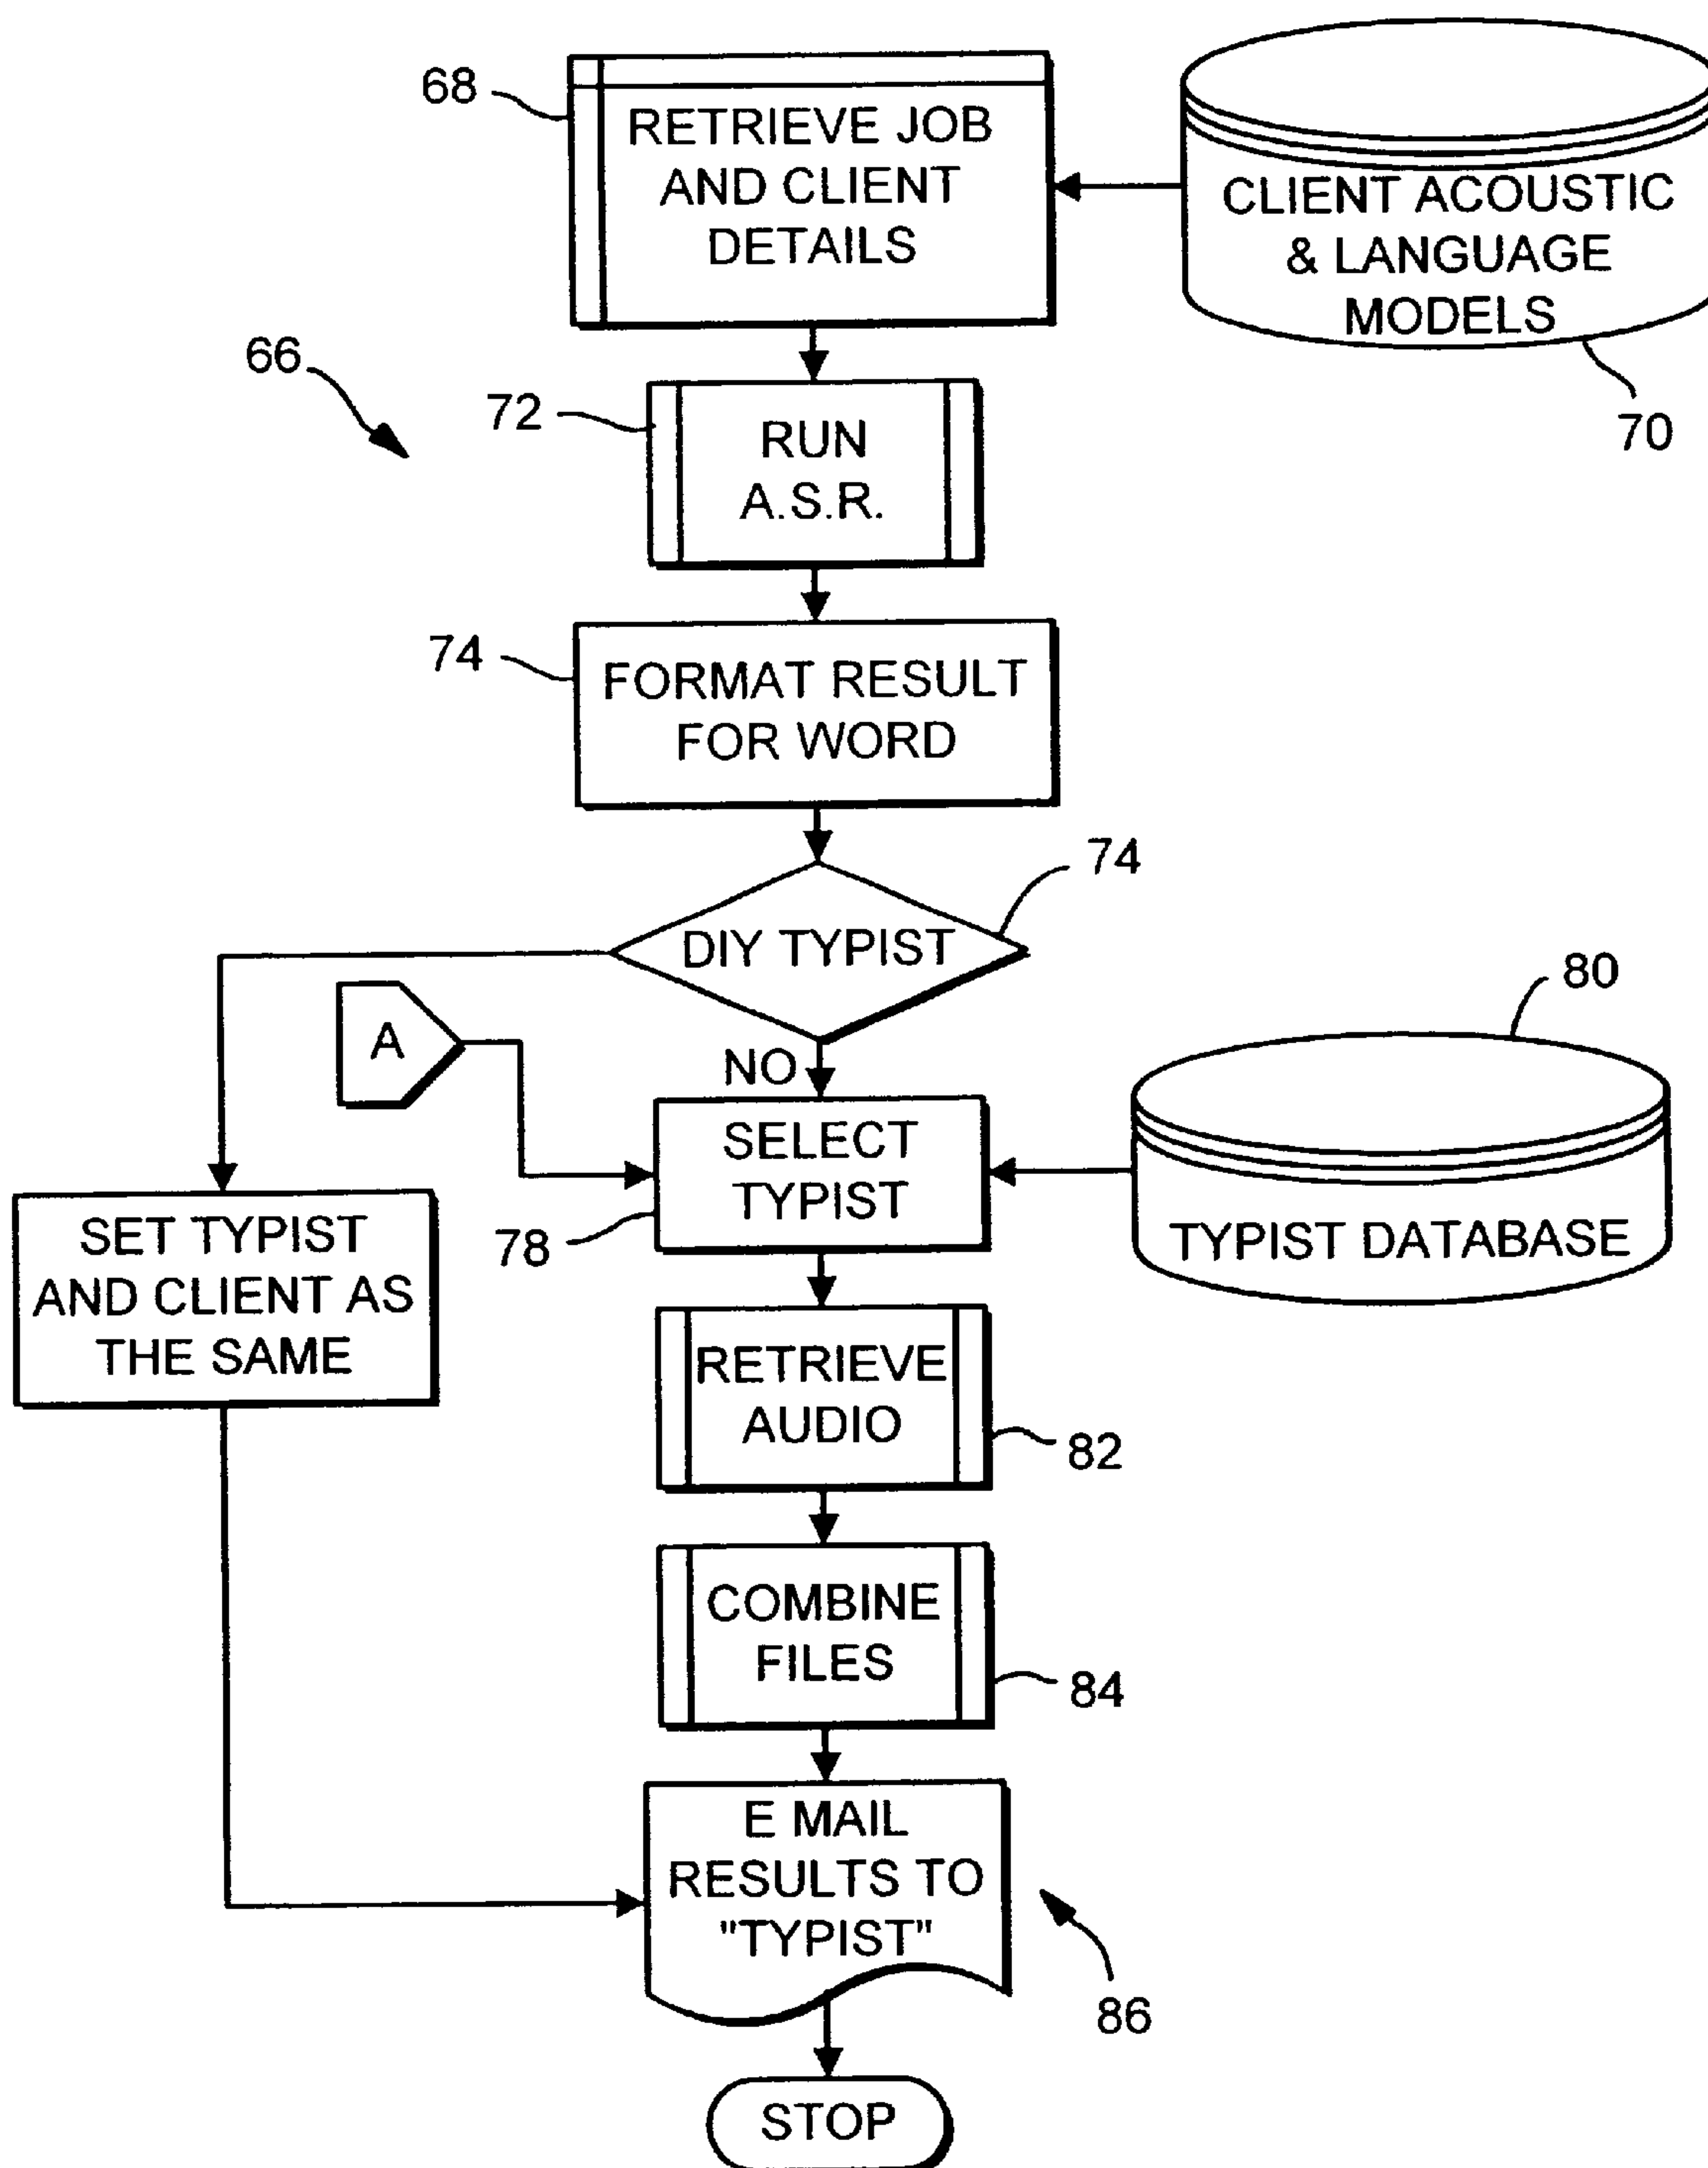 68
RETRIEVE JOB
AND CLIENT
DETAILS
CLIENT ACOUSTIC
& LANGUAGE
MODELS
70
66
72
RUN
A.S.R.
74
FORMAT RESULT
FOR WORD
74
DIY TYPIST
A
NO
80
SELECT
TYPIST
78
TYPIST DATABASE
SET TYPIST
AND CLIENT AS
THE SAME
RETRIEVE
AUDIO
82
COMBINE
FILES
84
E MAIL
RESULTS TO
"TYPIST"
86
STOP